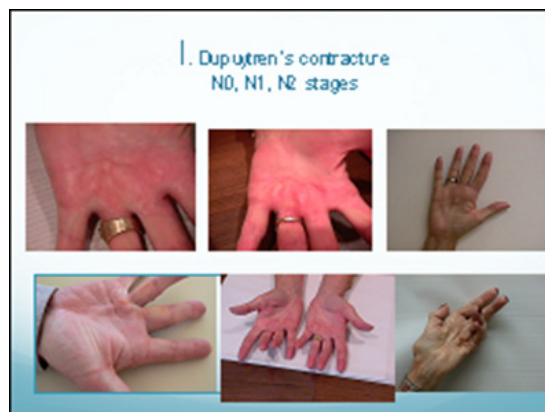 I. Dupuytren's contracture
N0, N1, N2 stages